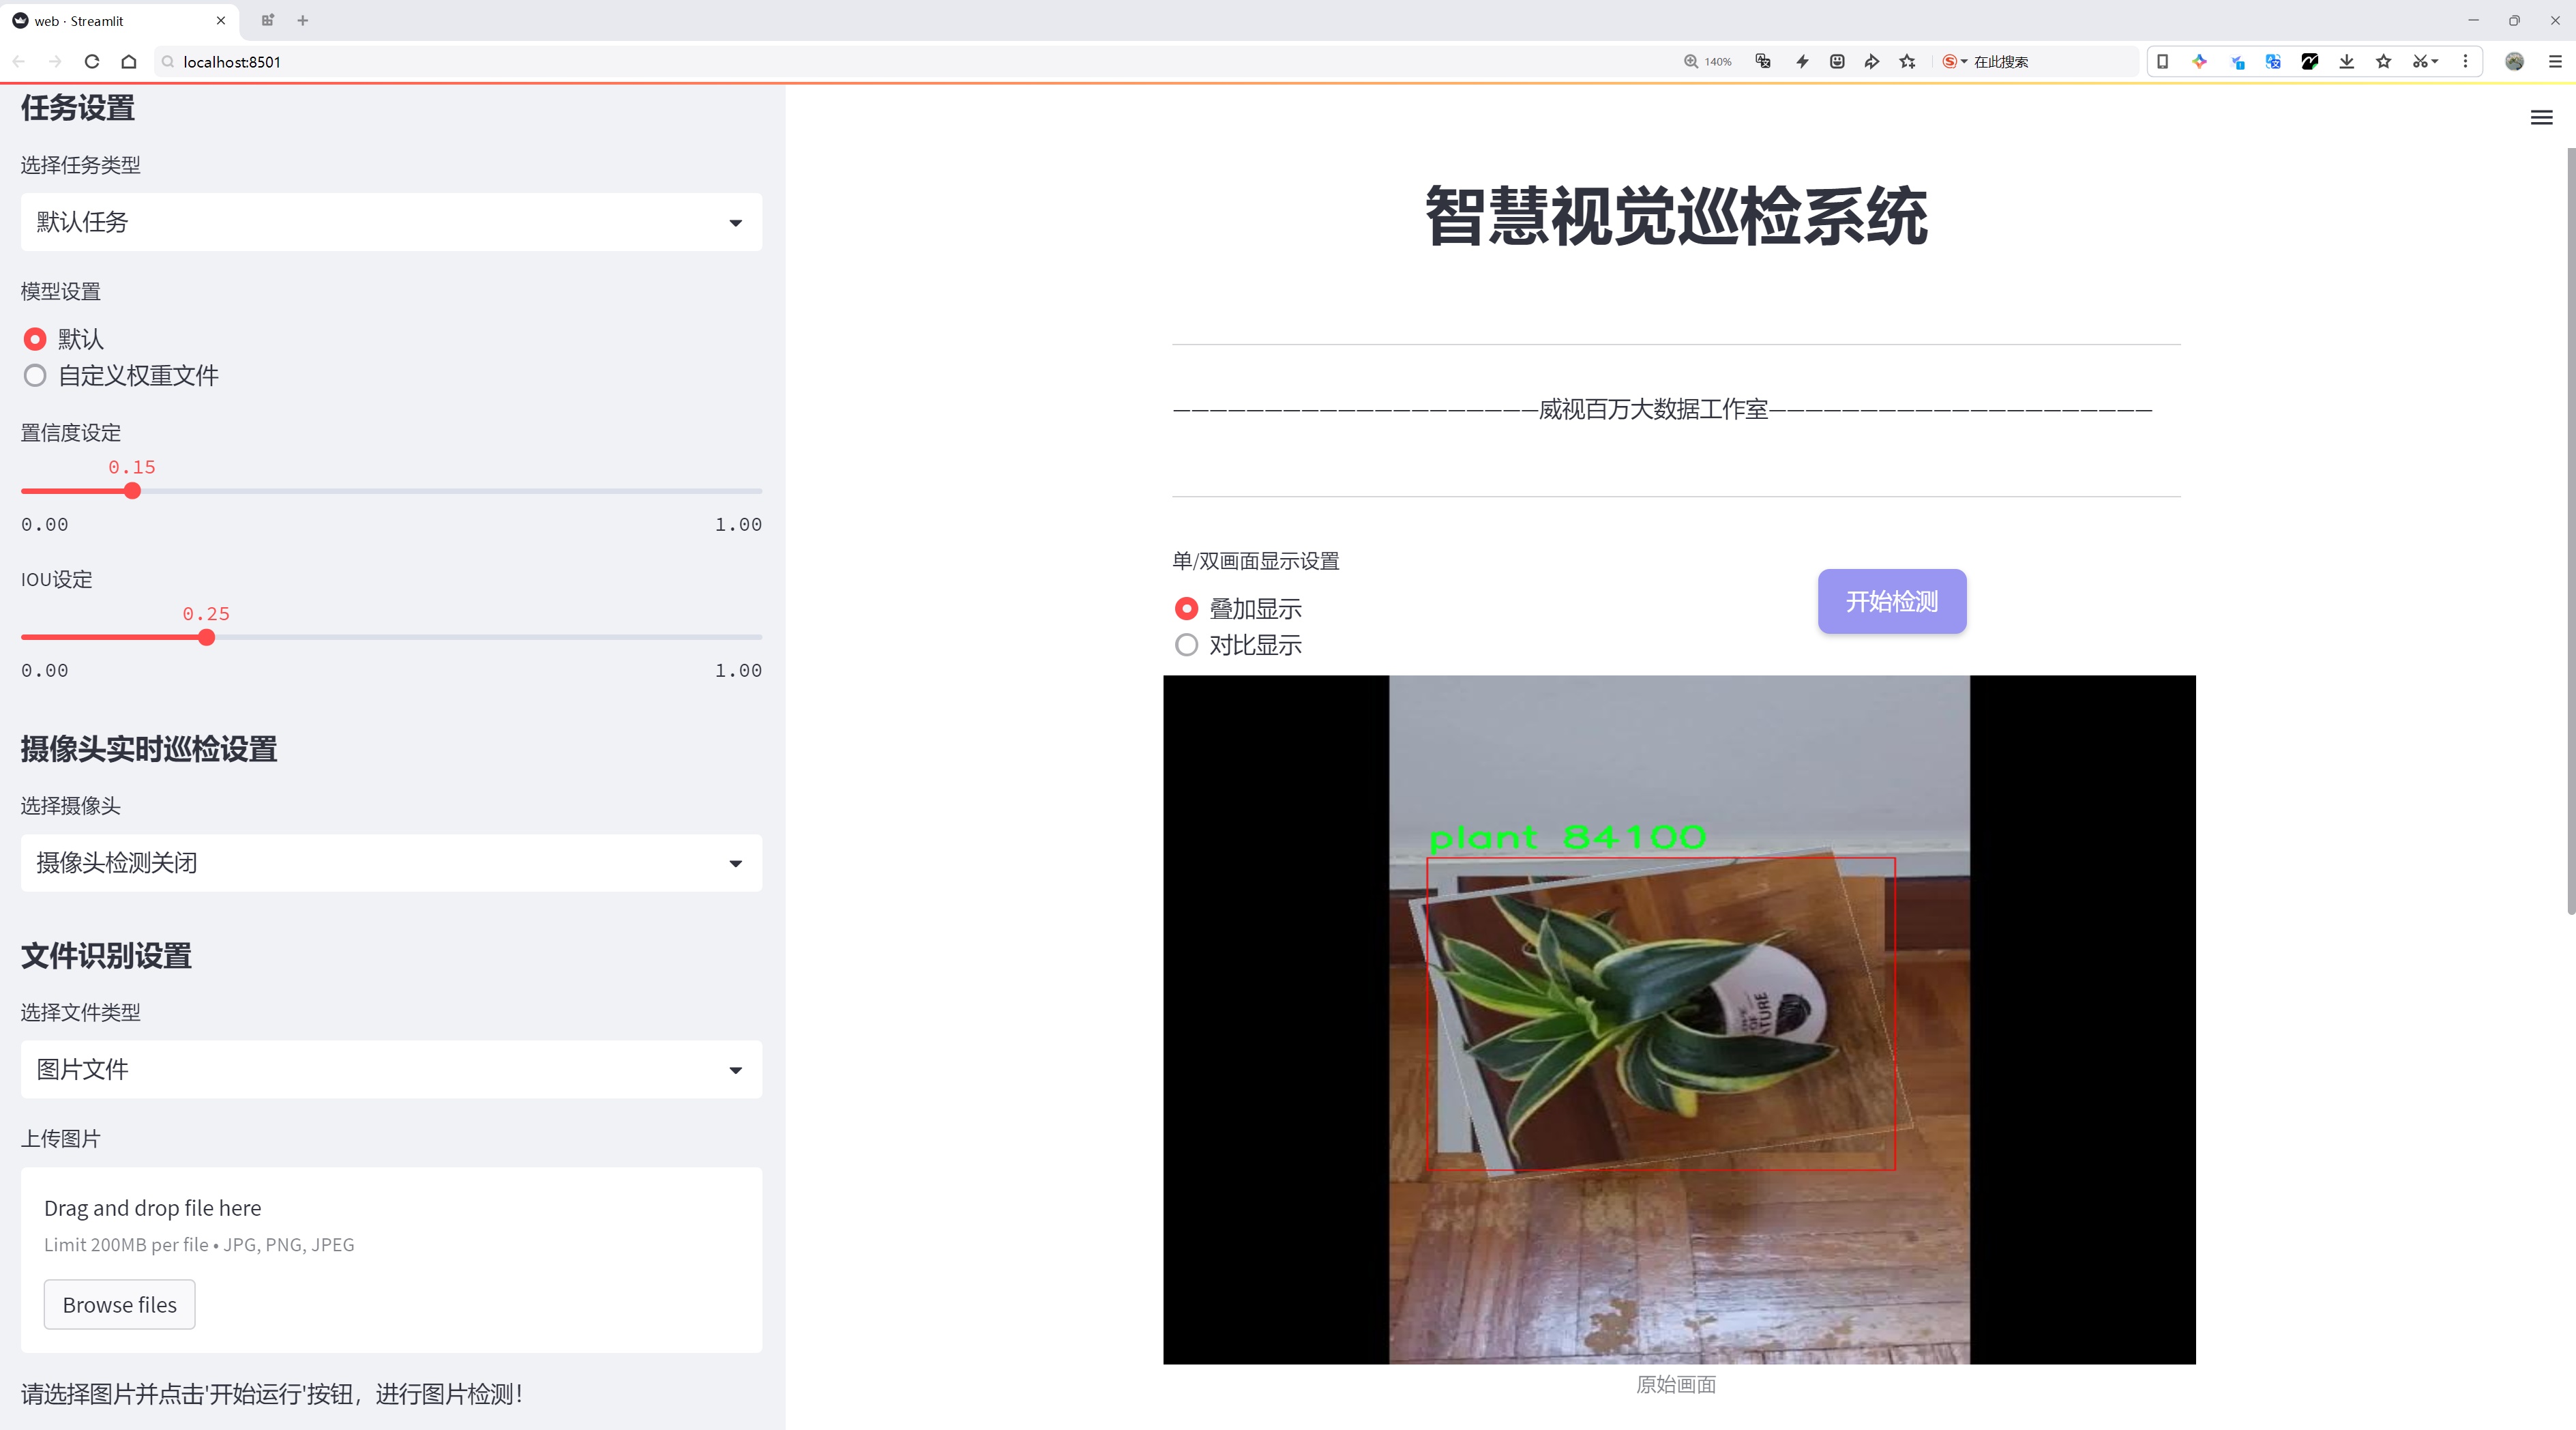 web · Streamlit
localhost:8501
140%
在此搜索
任务设置
选择任务类型
默认任务
模型设置
默认
自定义权重文件
置信度设定
0.15
0.00 1.00
IOU设定
0.25
0.00 1.00
摄像头实时巡检设置
选择摄像头
摄像头检测关闭
文件识别设置
选择文件类型
图片文件
上传图片
Drag and drop file here
Limit 200MB per file • JPG, PNG, JPEG
Browse files
请选择图片并点击'开始运行'按钮，进行图片检测！
智慧视觉巡检系统
————————————————————威视百万大数据工作室—————————————————————
单/双画面显示设置
叠加显示
对比显示
开始检测
plant 84100
原始画面